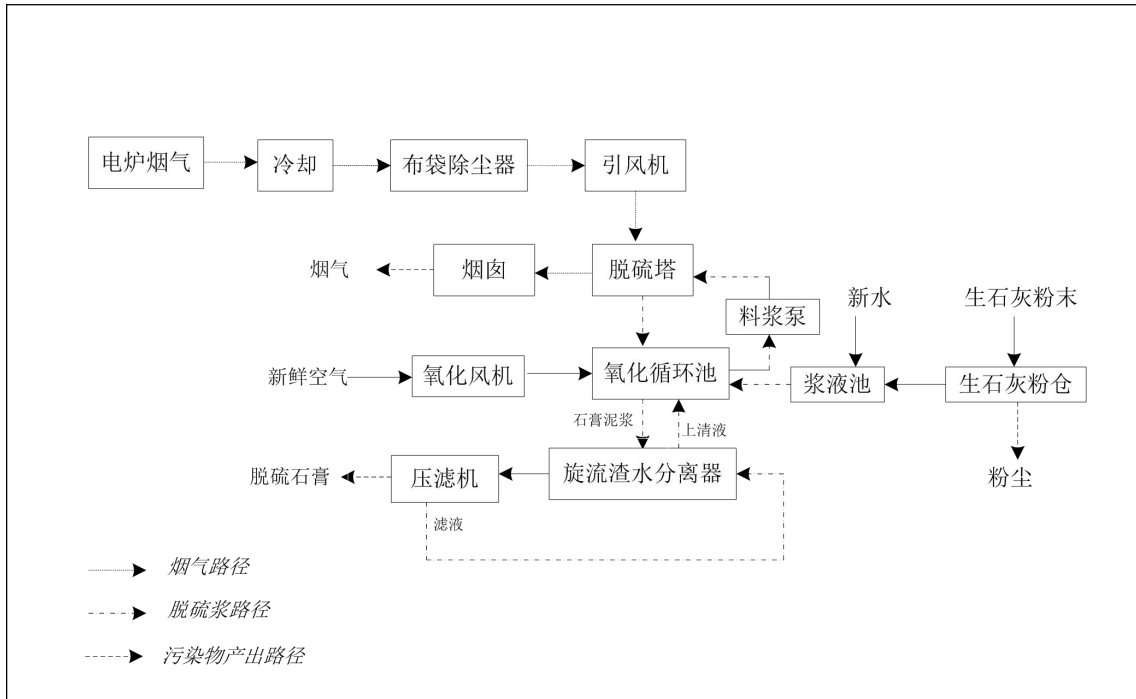 电炉烟气
冷却
布袋除尘器
引风机
烟气
烟囱
脱硫塔
料浆泵
新水
生石灰粉末
新鲜空气
氧化风机
氧化循环池
浆液池
生石灰粉仓
石膏泥浆
上清液
脱硫石膏
压滤机
旋流渣水分离器
粉尘
滤液
烟气路径
脱硫浆路径
污染物产出路径